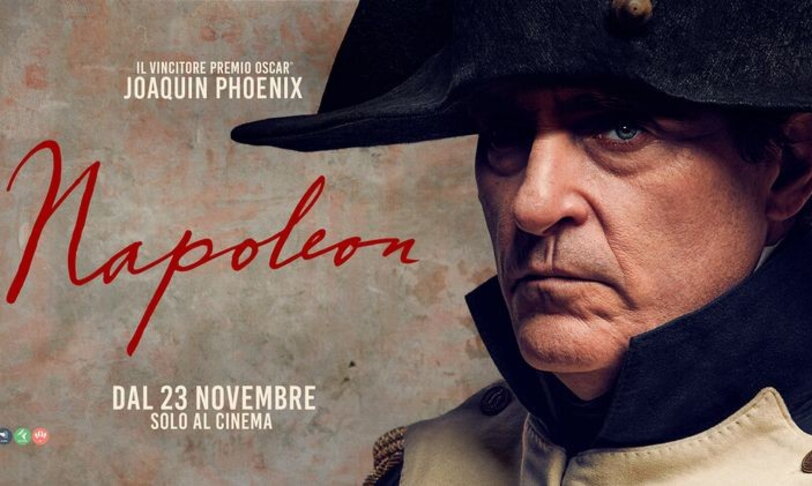 IL VINCITORE PREMIO OSCAR®
JOAQUIN PHOENIX
Napoleon
DAL 23 NOVEMBRE
SOLO AL CINEMA